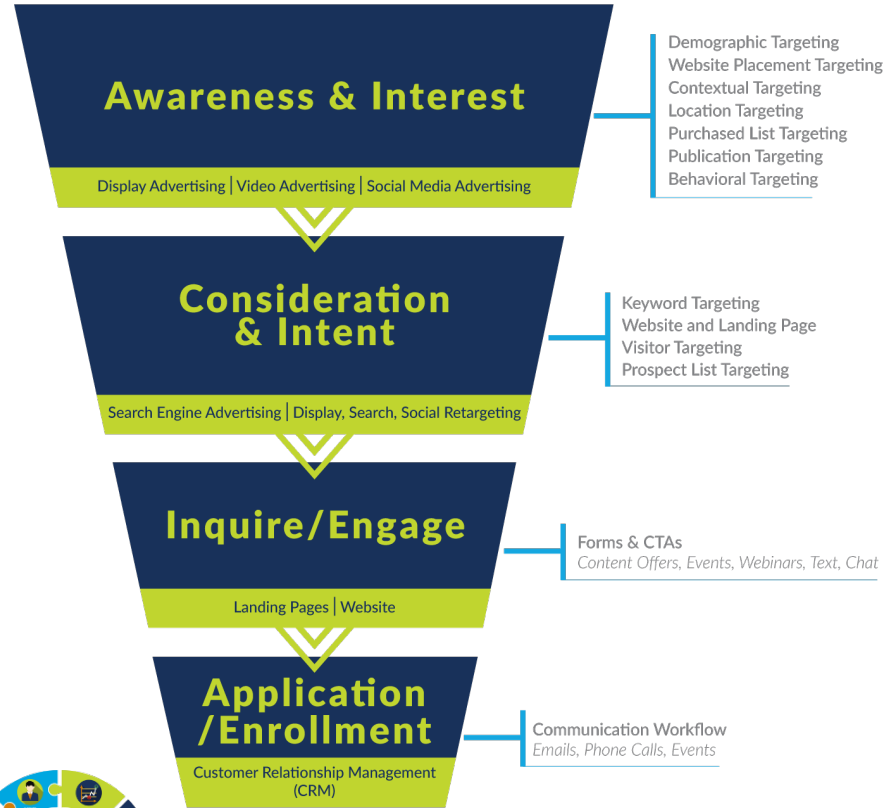 Awareness & Interest
Display Advertising | Video Advertising | Social Media Advertising
Demographic Targeting
Website Placement Targeting
Contextual Targeting
Location Targeting
Purchased List Targeting
Publication Targeting
Behavioral Targeting
Consideration
& Intent
Search Engine Advertising | Display, Search, Social Retargeting
Keyword Targeting
Website and Landing Page
Visitor Targeting
Prospect List Targeting
Inquire/Engage
Landing Pages | Website
Forms & CTAs
Content Offers, Events, Webinars, Text, Chat
Application
/Enrollment
Customer Relationship Management
(CRM)
Communication Workflow
Emails, Phone Calls, Events